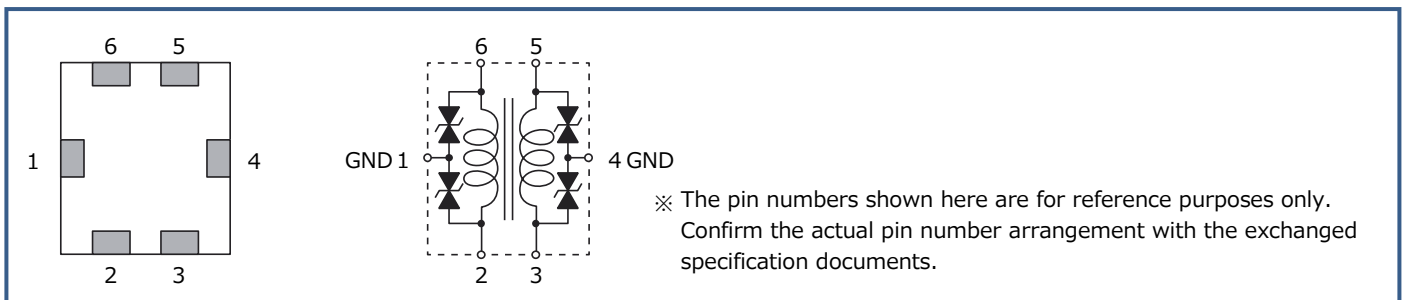 6 5
1 4
2 3
6 5
GND 1 4 GND
2 3
※ The pin numbers shown here are for reference purposes only.
Confirm the actual pin number arrangement with the exchanged
specification documents.